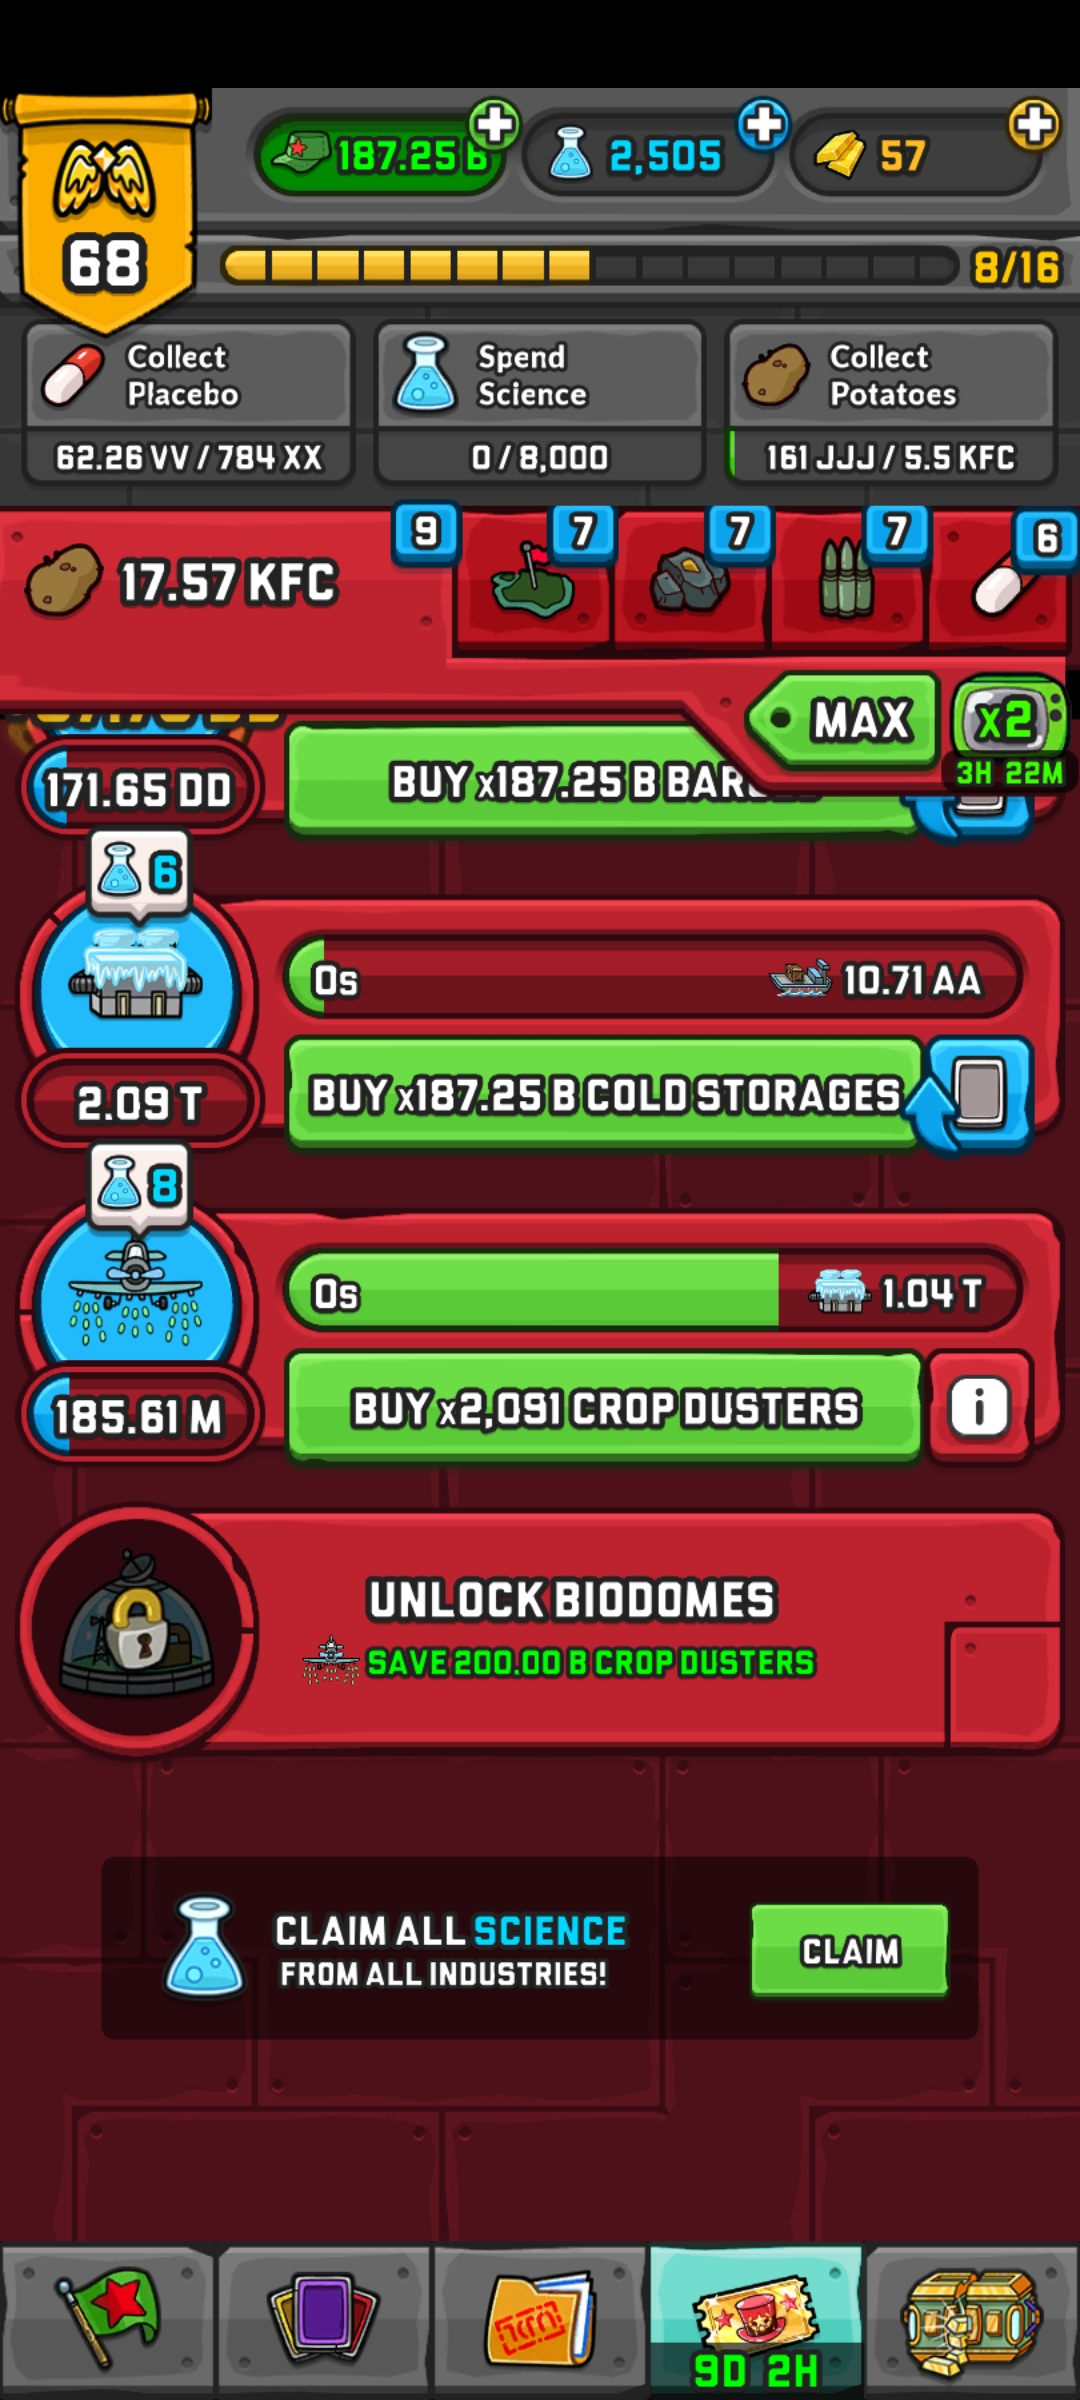 187.25 B
2,505
57
68
8/16
Collect
Placebo
62.26 VV / 784 XX
Spend
Science
0 / 8,000
Collect
Potatoes
161 JJJ / 5.5 KFC
17.57 KFC
9
7
7
7
6
MAX
x2
3H 22M
171.65 DD
BUY x187.25 B
6
0s
10.71 AA
2.09 T
BUY x187.25 B COLD STORAGES
8
0s
1.04 T
185.61 M
BUY x2,091 CROP DUSTERS
i
UNLOCK BIODOMES
SAVE 200.00 B CROP DUSTERS
CLAIM ALL SCIENCE
FROM ALL INDUSTRIES!
CLAIM
9D 2H